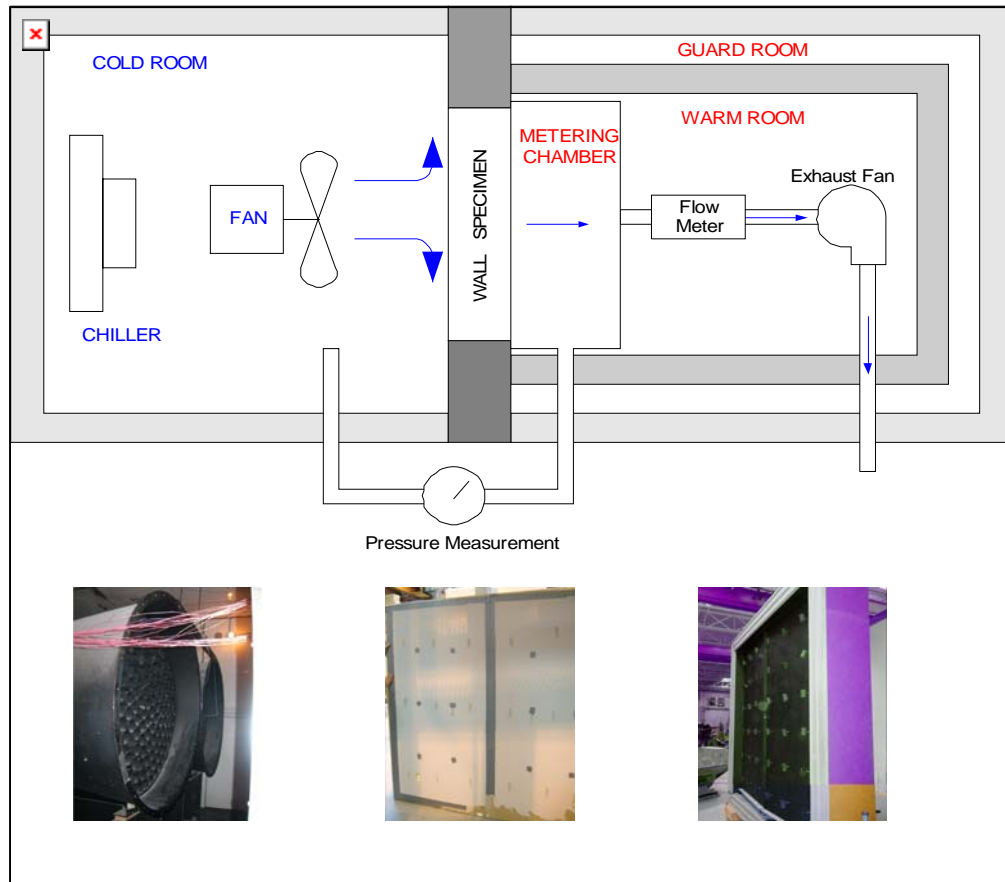 COLD ROOM
GUARD ROOM
WARM ROOM
METERING
CHAMBER
Exhaust Fan
FAN
WALL SPECIMEN
Flow
Meter
CHILLER
Pressure Measurement